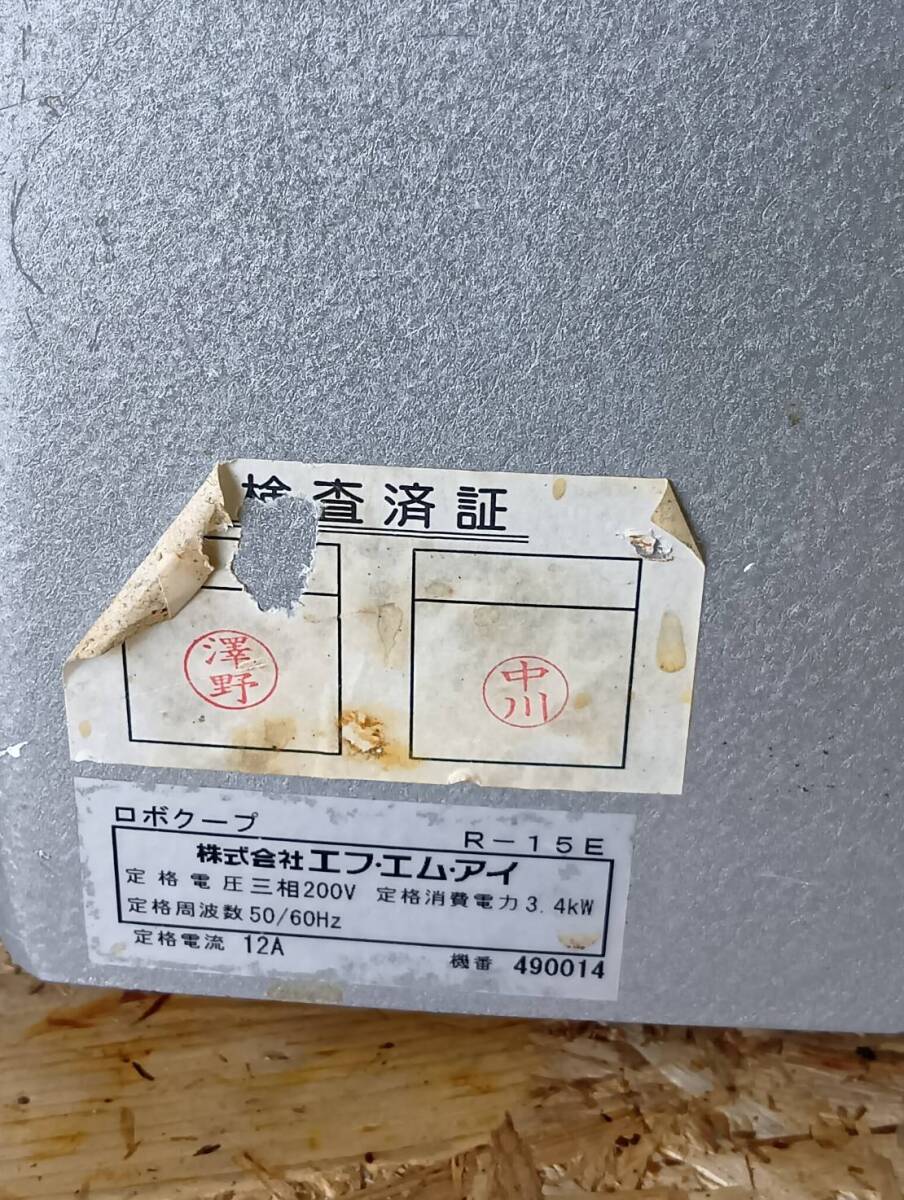 検査済証
澤野
中川
ロボクープ R-15E
株式会社エフ・エム・アイ
定格電圧三相200V 定格消費電力3.4kW
定格周波数50/60Hz
定格電流 12A
機番 490014